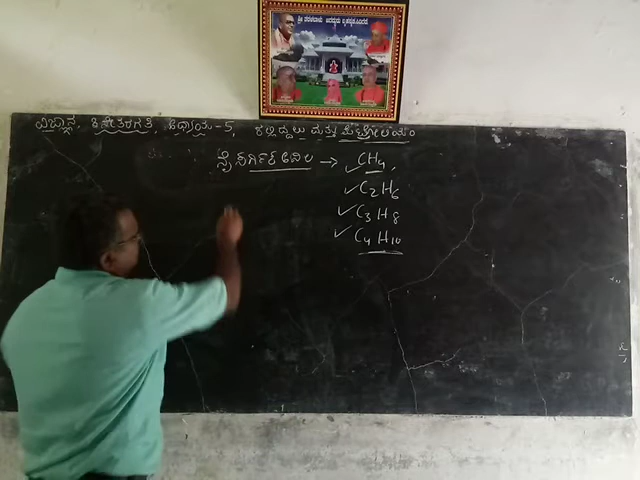 ವಿಜ್ಞಾನ, 8ನೇ ತರಗತಿ, ಅಧ್ಯಾಯ-5, ಕಲ್ಲಿದ್ದಲು ಮತ್ತು ಪೆಟ್ರೋಲಿಯಂ
ನೈಸರ್ಗಿಕ ಅನಿಲ → ✓CH₄,
✓C₂H₆
✓C₃H₈
✓C₄H₁₀